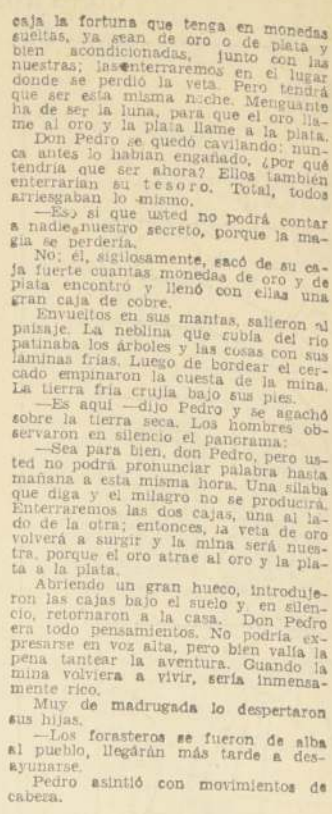 caja la fortuna que tenga en monedas
sueltas, ya sean de oro o de plata y
bien acondicionadas, junto con las
nuestras; las enterraremos en el lugar
donde se perdió la veta. Pero tendrá
que ser esta misma noche. Menguante
ha de ser la luna, para que el oro lla-
me al oro y la plata llame a la plata.
Don Pedro se quedó cavilando: nun-
ca antes lo habían engañado, ¿por qué
tendría que ser ahora? Ellos también
enterrarían su tesoro. Total, todos
arriesgaban lo mismo.
—Eso sí que usted no podrá contar
a nadie nuestro secreto, porque la ma-
gia se perdería.
No; él, sigilosamente, sacó de su ca-
ja fuerte cuantas monedas de oro y de
plata encontró y llenó con ellas una
gran caja de cobre.
Envueltos en sus mantas, salieron al
paisaje. La neblina que subía del río
patinaba los árboles y las cosas con sus
láminas frías. Luego de bordear el cer-
cado empinaron la cuesta de la mina.
La tierra fría crujía bajo sus pies.
—Es aquí —dijo Pedro y se agachó
sobre la tierra seca. Los hombres ob-
servaron en silencio el panorama:
—Sea para bien, don Pedro, pero us-
ted no podrá pronunciar palabra hasta
mañana a esta misma hora. Una sílaba
que diga y el milagro no se producirá.
Enterraremos las dos cajas, una al la-
do de la otra; entonces, la veta de oro
volverá a surgir y la mina será nues-
tra, porque el oro atrae al oro y la pla-
ta a la plata.
Abriendo un gran hueco, introduje-
ron las cajas bajo el suelo y, en silen-
cio, retornaron a la casa. Don Pedro
era todo pensamientos. No podría ex-
presarse en voz alta, pero bien valía la
pena tantear la aventura. Cuando la
mina volviera a vivir, sería inmensa-
mente rico.
Muy de madrugada lo despertaron
sus hijas.
—Los forasteros se fueron de alba
al pueblo, llegarán más tarde a des-
ayunarse.
Pedro asintió con movimientos de
cabeza.